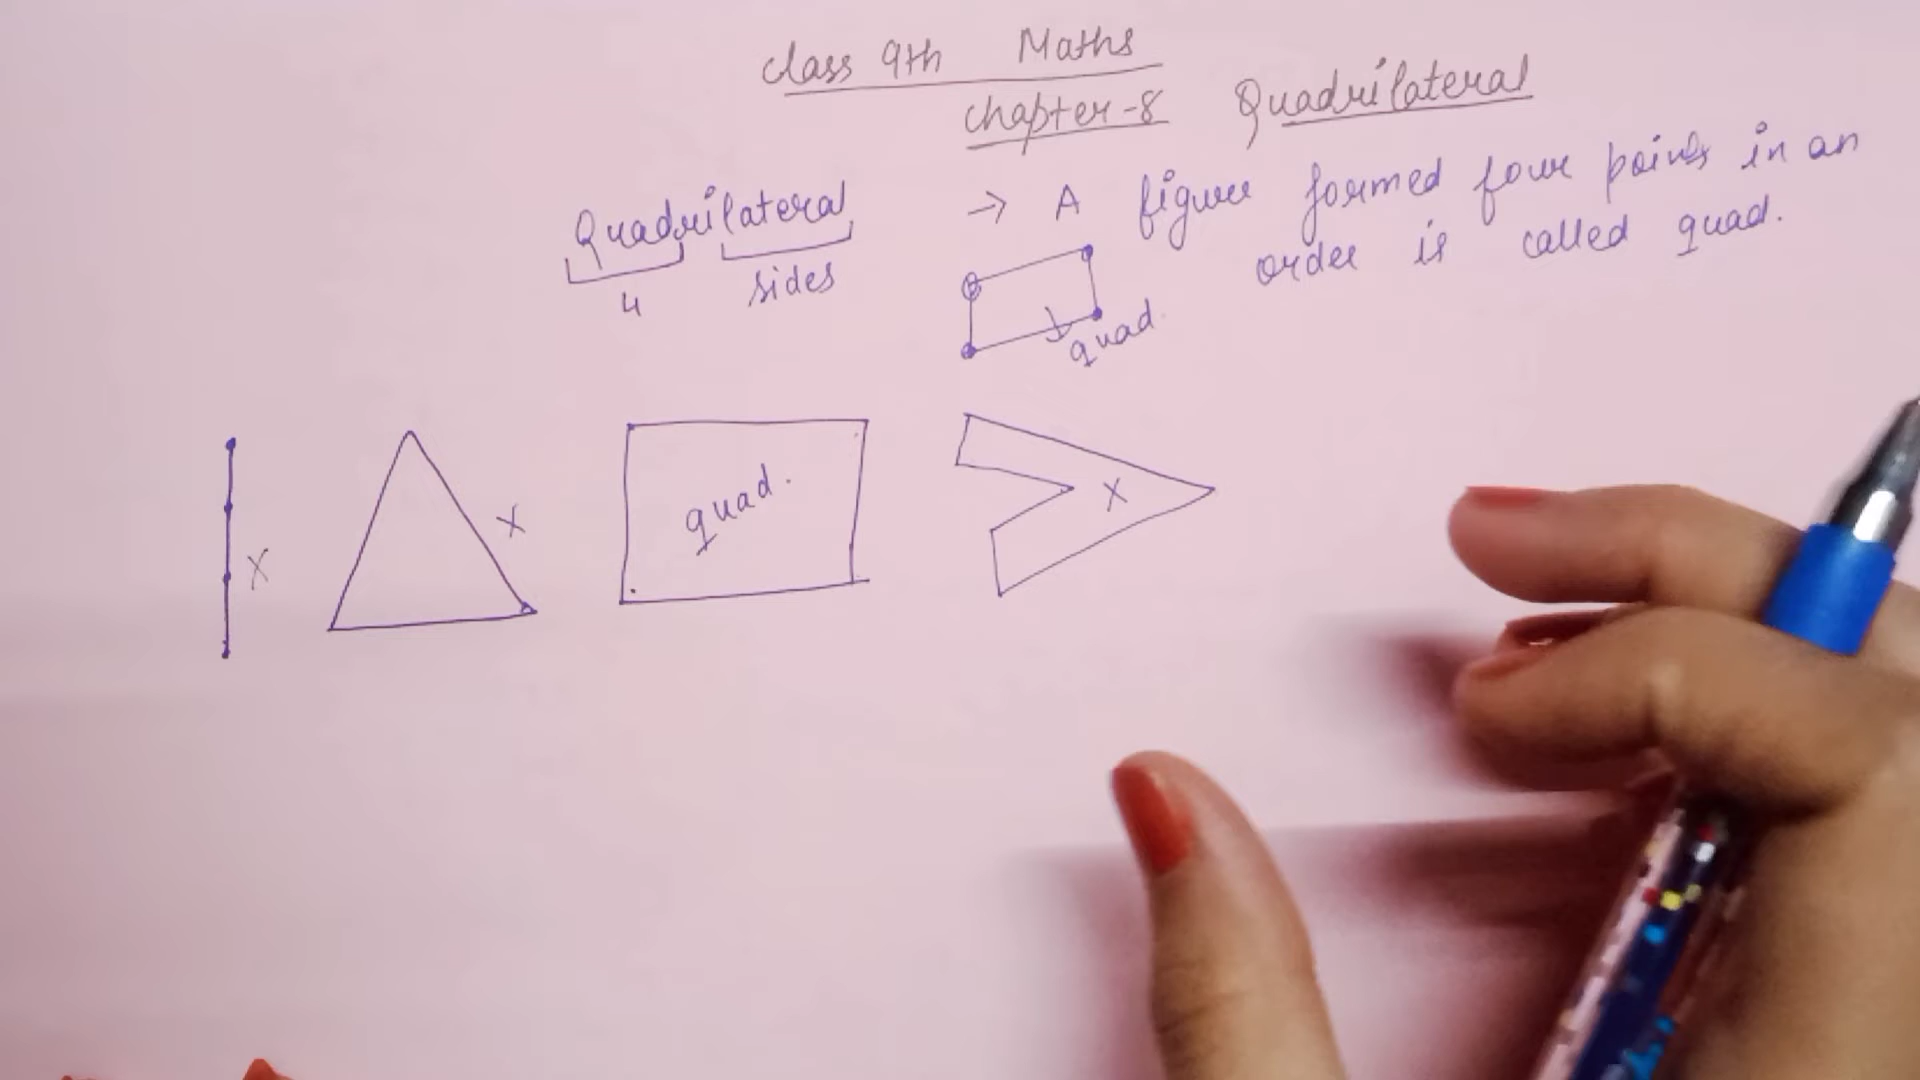 class 9th Maths
Chapter-8 Quadrilateral
Quadrilateral → A figure formed four points in an
order is called quad.
4 sides
quad.
X
X
quad.
X